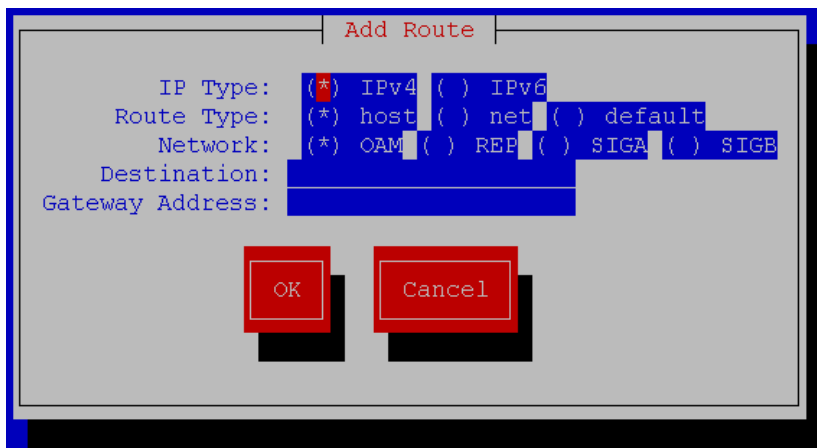 Add Route
IP Type: (*) IPv4 ( ) IPv6
Route Type: (*) host ( ) net ( ) default
Network: (*) OAM ( ) REP ( ) SIGA ( ) SIGB
Destination:
Gateway Address:
OK Cancel